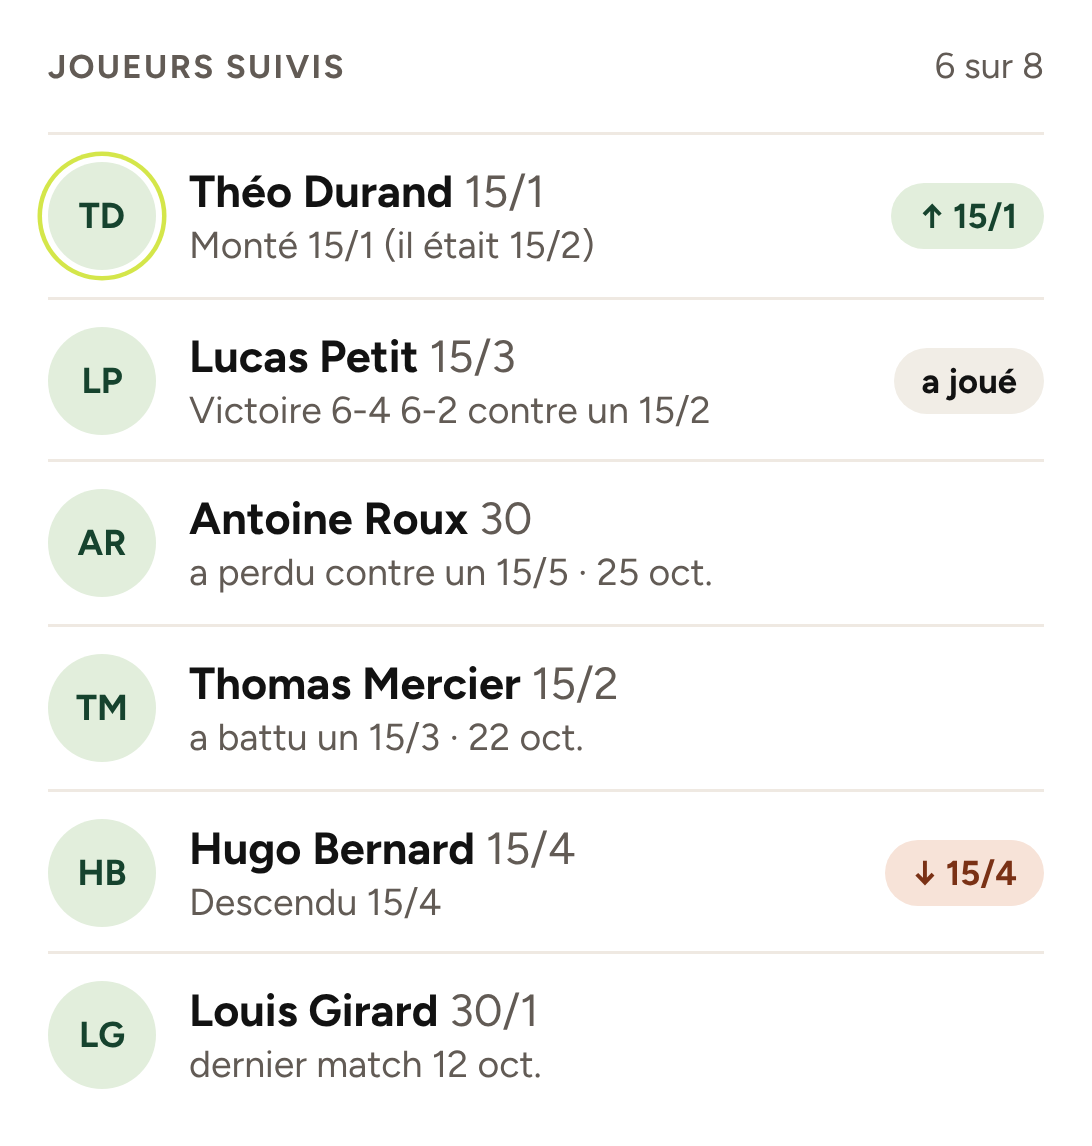 JOUEURS SUIVIS 6 sur 8
TD Théo Durand 15/1
Monté 15/1 (il était 15/2)
↑ 15/1
LP Lucas Petit 15/3
Victoire 6-4 6-2 contre un 15/2
a joué
AR Antoine Roux 30
a perdu contre un 15/5 · 25 oct.
TM Thomas Mercier 15/2
a battu un 15/3 · 22 oct.
HB Hugo Bernard 15/4
Descendu 15/4
↓ 15/4
LG Louis Girard 30/1
dernier match 12 oct.